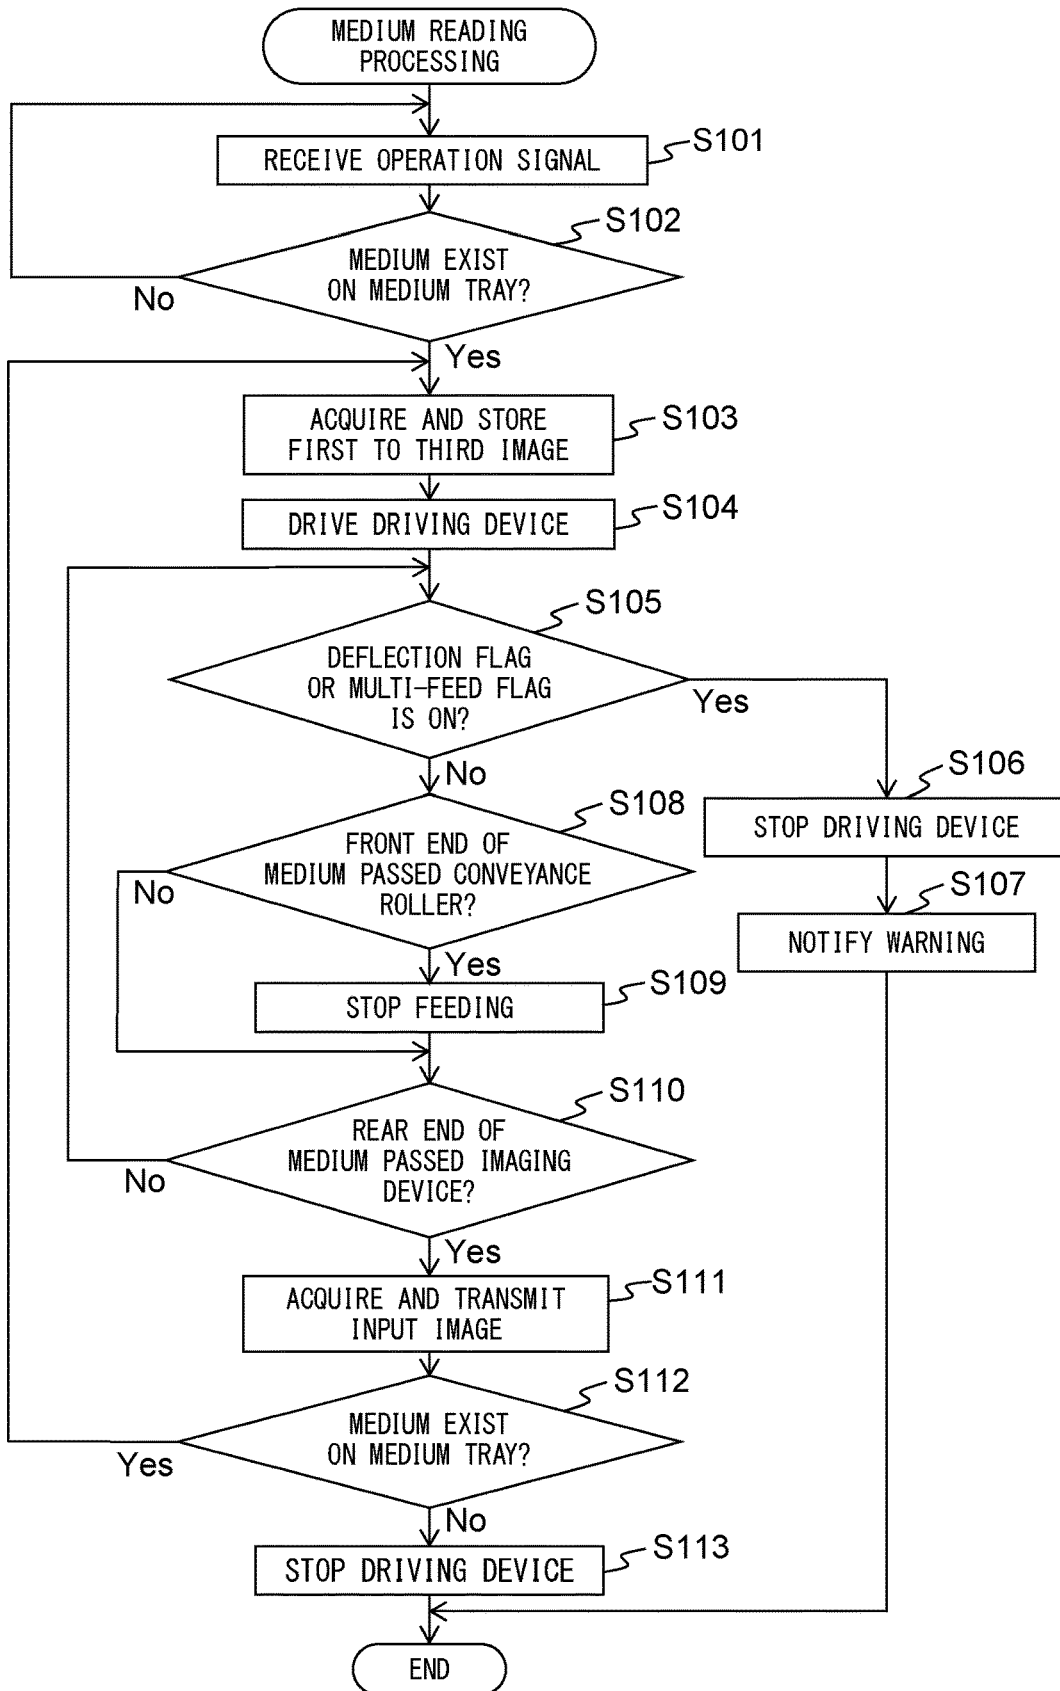 MEDIUM READING
PROCESSING
RECEIVE OPERATION SIGNAL
S101
S102
MEDIUM EXIST
ON MEDIUM TRAY?
No
Yes
ACQUIRE AND STORE
FIRST TO THIRD IMAGE
S103
DRIVE DRIVING DEVICE
S104
S105
DEFLECTION FLAG
OR MULTI-FEED FLAG
IS ON?
Yes
No
S106
STOP DRIVING DEVICE
S107
NOTIFY WARNING
S108
FRONT END OF
MEDIUM PASSED CONVEYANCE
ROLLER?
No
Yes
STOP FEEDING
S109
S110
REAR END OF
MEDIUM PASSED IMAGING
DEVICE?
No
Yes
ACQUIRE AND TRANSMIT
INPUT IMAGE
S111
S112
MEDIUM EXIST
ON MEDIUM TRAY?
Yes
No
STOP DRIVING DEVICE
S113
END